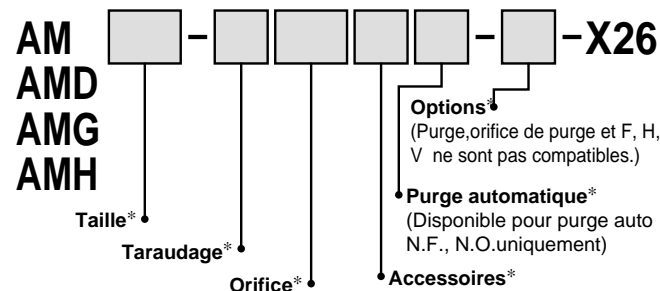 AM - - -X26
AMD
AMG
AMH
Options*
(Purge,orifice de purge et F, H,
V ne sont pas compatibles.)
Purge automatique*
(Disponible pour purge auto
N.F., N.O.uniquement)
Taille*
Taraudage*
Orifice*
Accessoires*